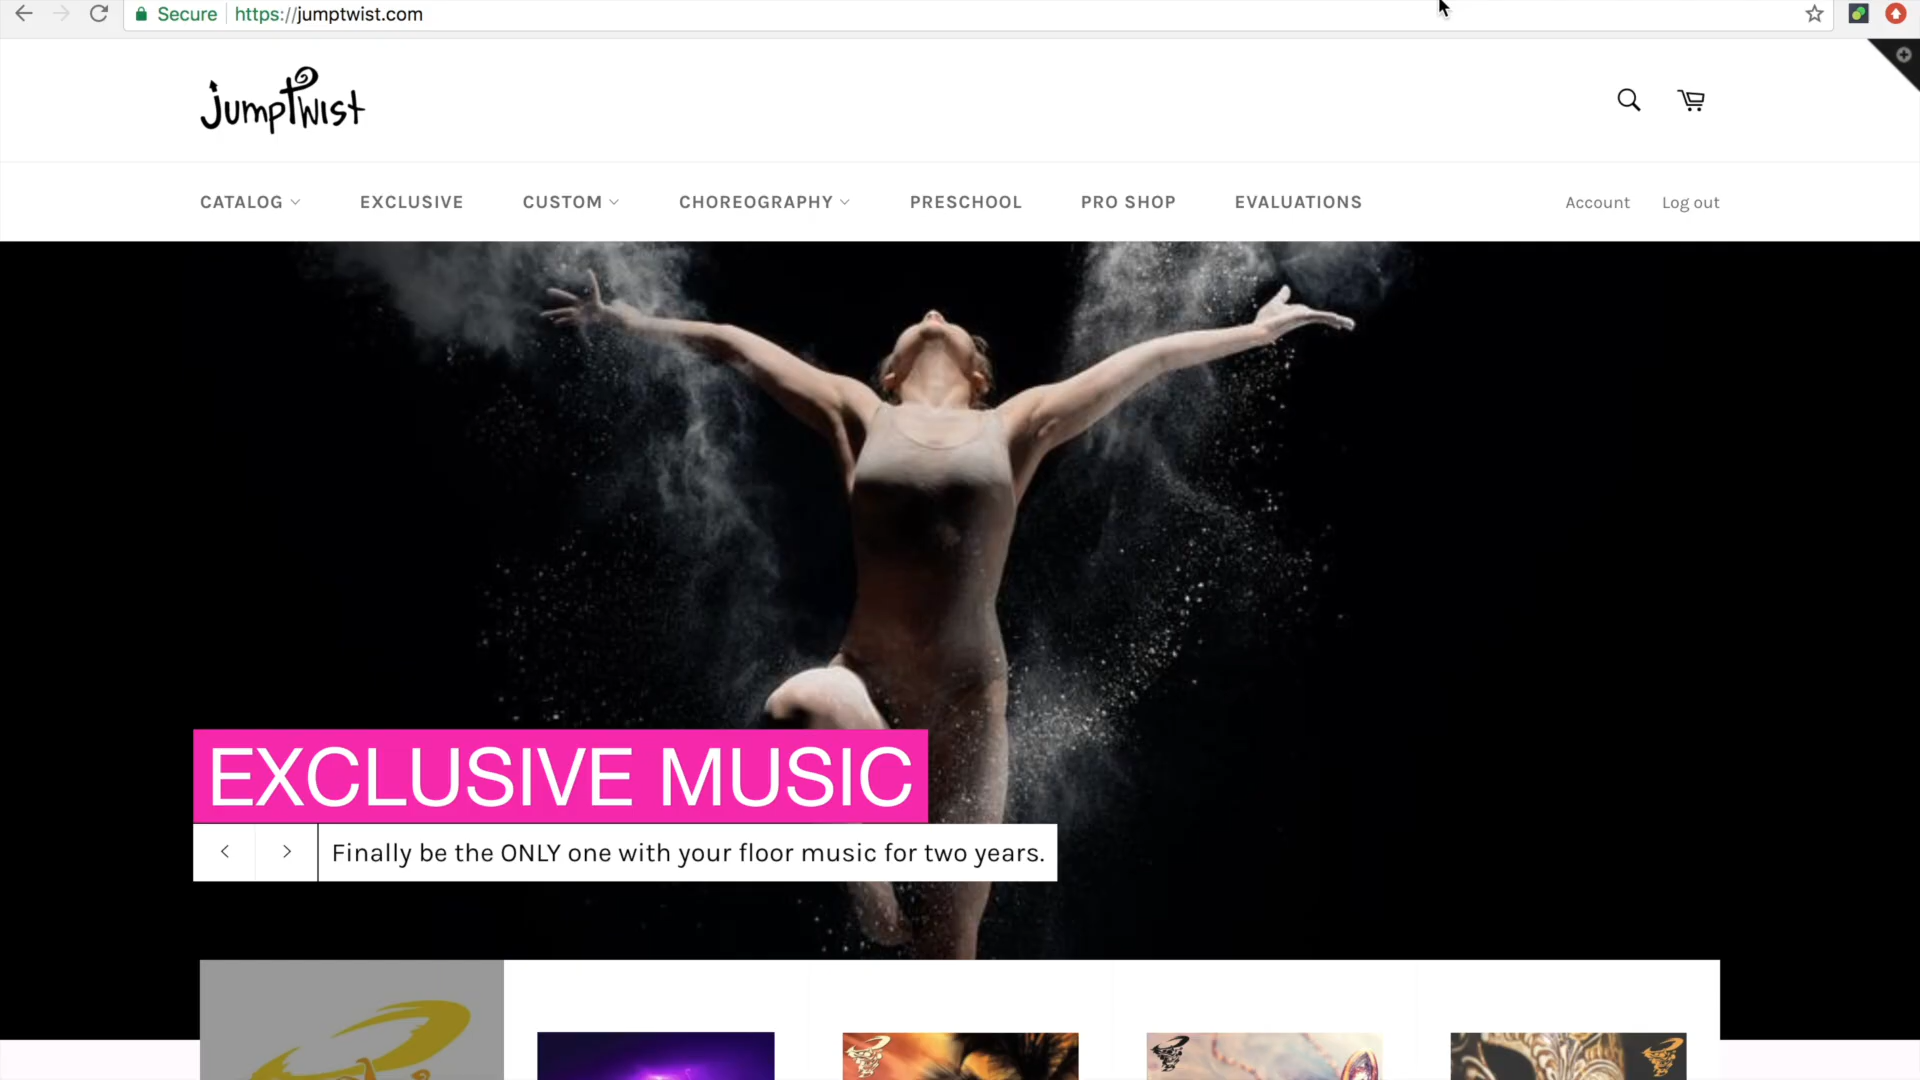 Secure https://jumptwist.com
jumpTwist
CATALOG EXCLUSIVE CUSTOM CHOREOGRAPHY PRESCHOOL PRO SHOP EVALUATIONS Account Log out
EXCLUSIVE MUSIC
Finally be the ONLY one with your floor music for two years.